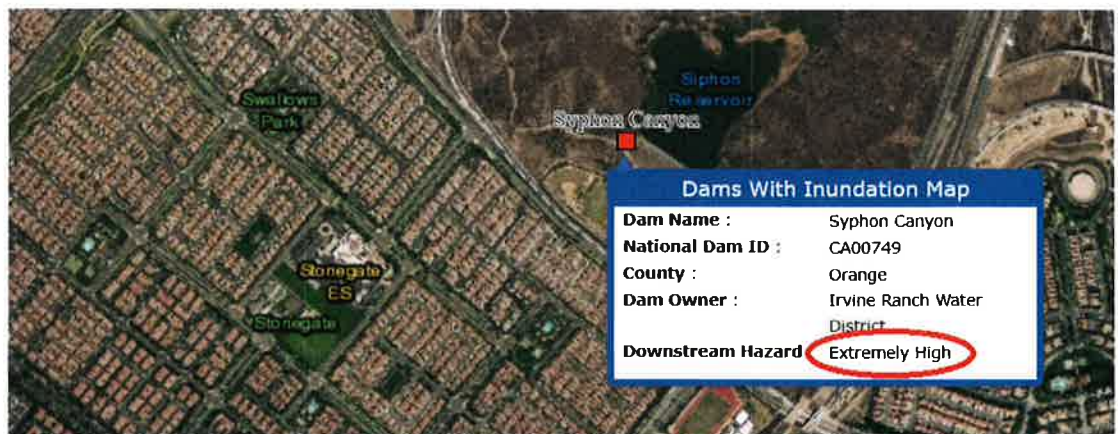 Swallows
Park
Siphon
Reservoir
Syphon Canyon
Stonegate
ES
Stonegate
Dams With Inundation Map
Dam Name : Syphon Canyon
National Dam ID : CA00749
County : Orange
Dam Owner : Irvine Ranch Water
District
Downstream Hazard Extremely High